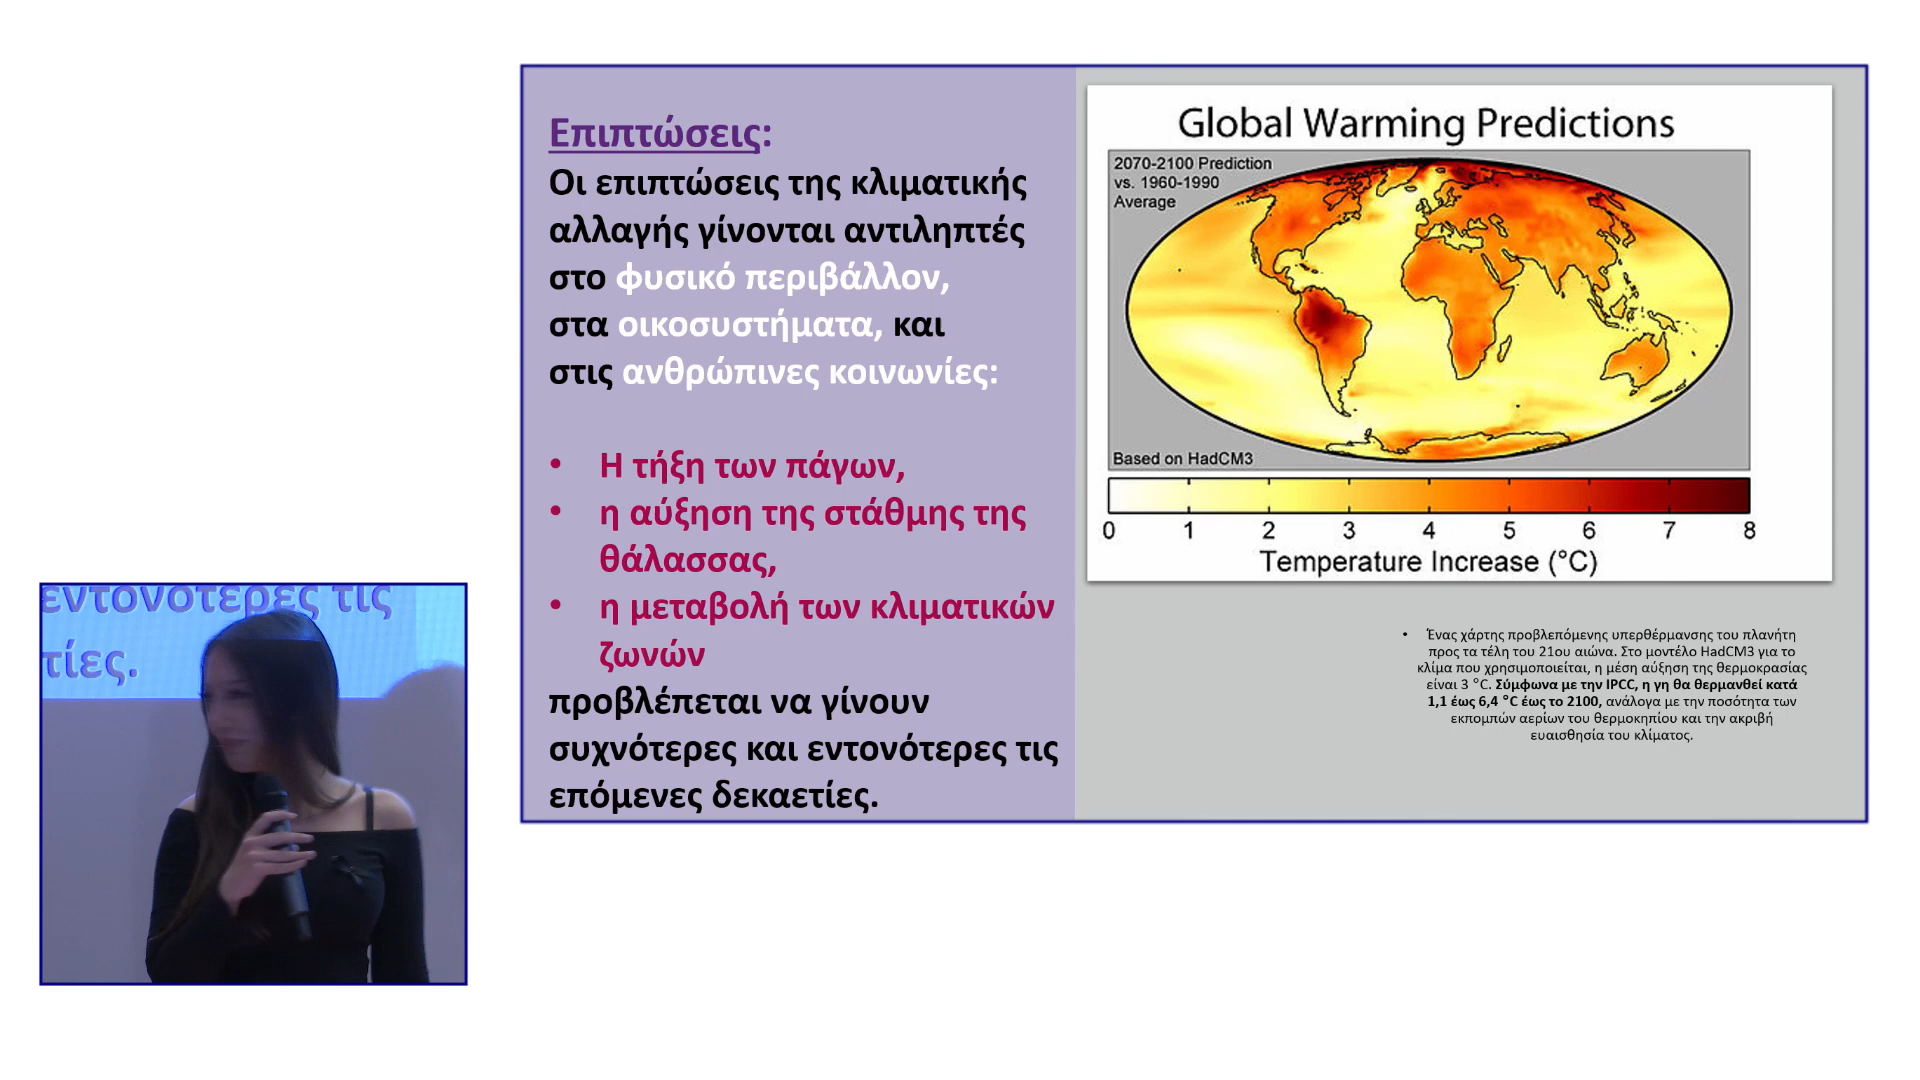 Επιπτώσεις:
Οι επιπτώσεις της κλιματικής
αλλαγής γίνονται αντιληπτές
στο φυσικό περιβάλλον,
στα οικοσυστήματα, και
στις ανθρώπινες κοινωνίες:
• Η τήξη των πάγων,
• η αύξηση της στάθμης της
θάλασσας,
• η μεταβολή των κλιματικών
ζωνών
προβλέπεται να γίνουν
συχνότερες και εντονότερες τις
επόμενες δεκαετίες.
Global Warming Predictions
2070-2100 Prediction
vs. 1960-1990
Average
Based on HadCM3
0 1 2 3 4 5 6 7 8
Temperature Increase (°C)
• Ένας χάρτης προβλεπόμενης υπερθέρμανσης του πλανήτη
προς τα τέλη του 21ου αιώνα. Στο μοντέλο HadCM3 για το
κλίμα που χρησιμοποιείται, η μέση αύξηση της θερμοκρασίας
είναι 3 °C. Σύμφωνα με την IPCC, η γη θα θερμανθεί κατά
1,1 έως 6,4 °C έως το 2100, ανάλογα με την ποσότητα των
εκπομπών αερίων του θερμοκηπίου και την ακριβή
ευαισθησία του κλίματος.
εντονότερες τις
τίες.